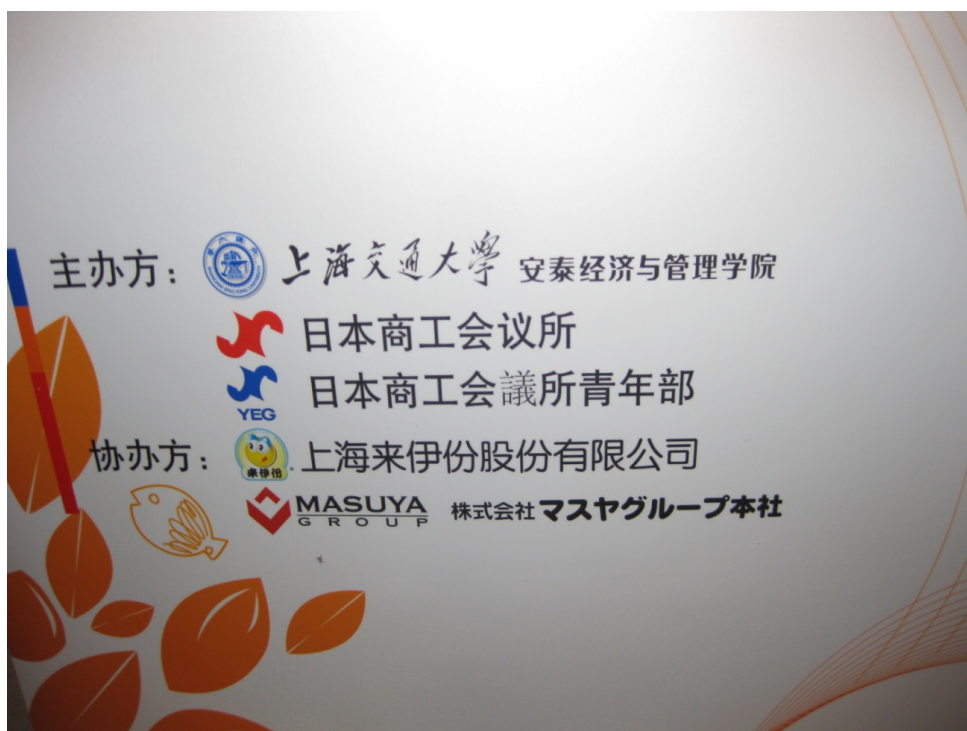 主办方： 上海交通大學 安泰经济与管理学院
日本商工会议所
YEG 日本商工会議所青年部
协办方： 来伊份 上海来伊份股份有限公司
MASUYA GROUP 株式会社マスヤグループ本社